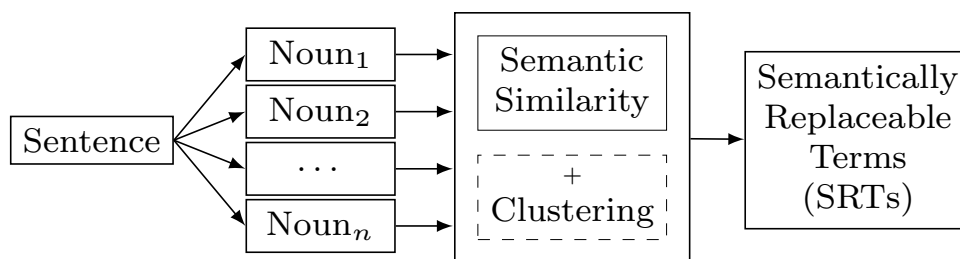 Sentence
Noun₁
Noun₂
...
Nounₙ
Semantic
Similarity
+
Clustering
Semantically
Replaceable
Terms
(SRTs)